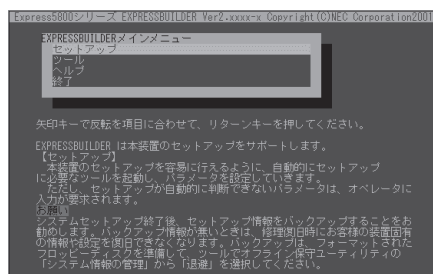 Express5800シリーズ EXPRESSBUILDER Ver2.xxxx-x Copyright(C)NEC Corporation2001
EXPRESSBUILDERメインメニュー
セットアップ
ツール
ヘルプ
終了
矢印キーで反転を項目に合わせて、リターンキーを押してください。
EXPRESSBUILDER は本装置のセットアップをサポートします。
【セットアップ】
本装置のセットアップを容易に行えるように、自動的にセットアップ
に必要なツールを起動し、パラメータを設定していきます。
ただし、セットアップが自動的に判断できないパラメータは、オペレータに
入力が要求されます。
お願い
システムセットアップ終了後、セットアップ情報をバックアップすることをお
勧めします。バックアップ情報が無いときは、修理復旧時にお客様の装置固有
の情報や設定を復旧できなくなります。バックアップは、フォーマットされた
フロッピーディスクを準備して、ツールでオフライン保守ユーティリティの
「システム情報の管理」から「退避」を選択してください。